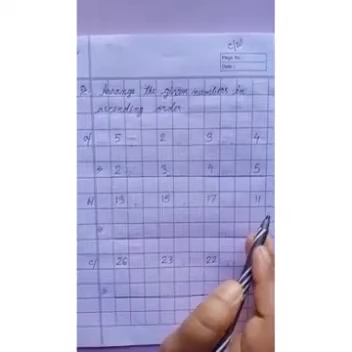 c/w
Page No.:
Date:
Q. Arrange the given numbers in
ascending order
a) 5 2 3 4
⇒ 2 3 4 5
b) 19 15 17 11
⇒
c) 26 23 22
⇒